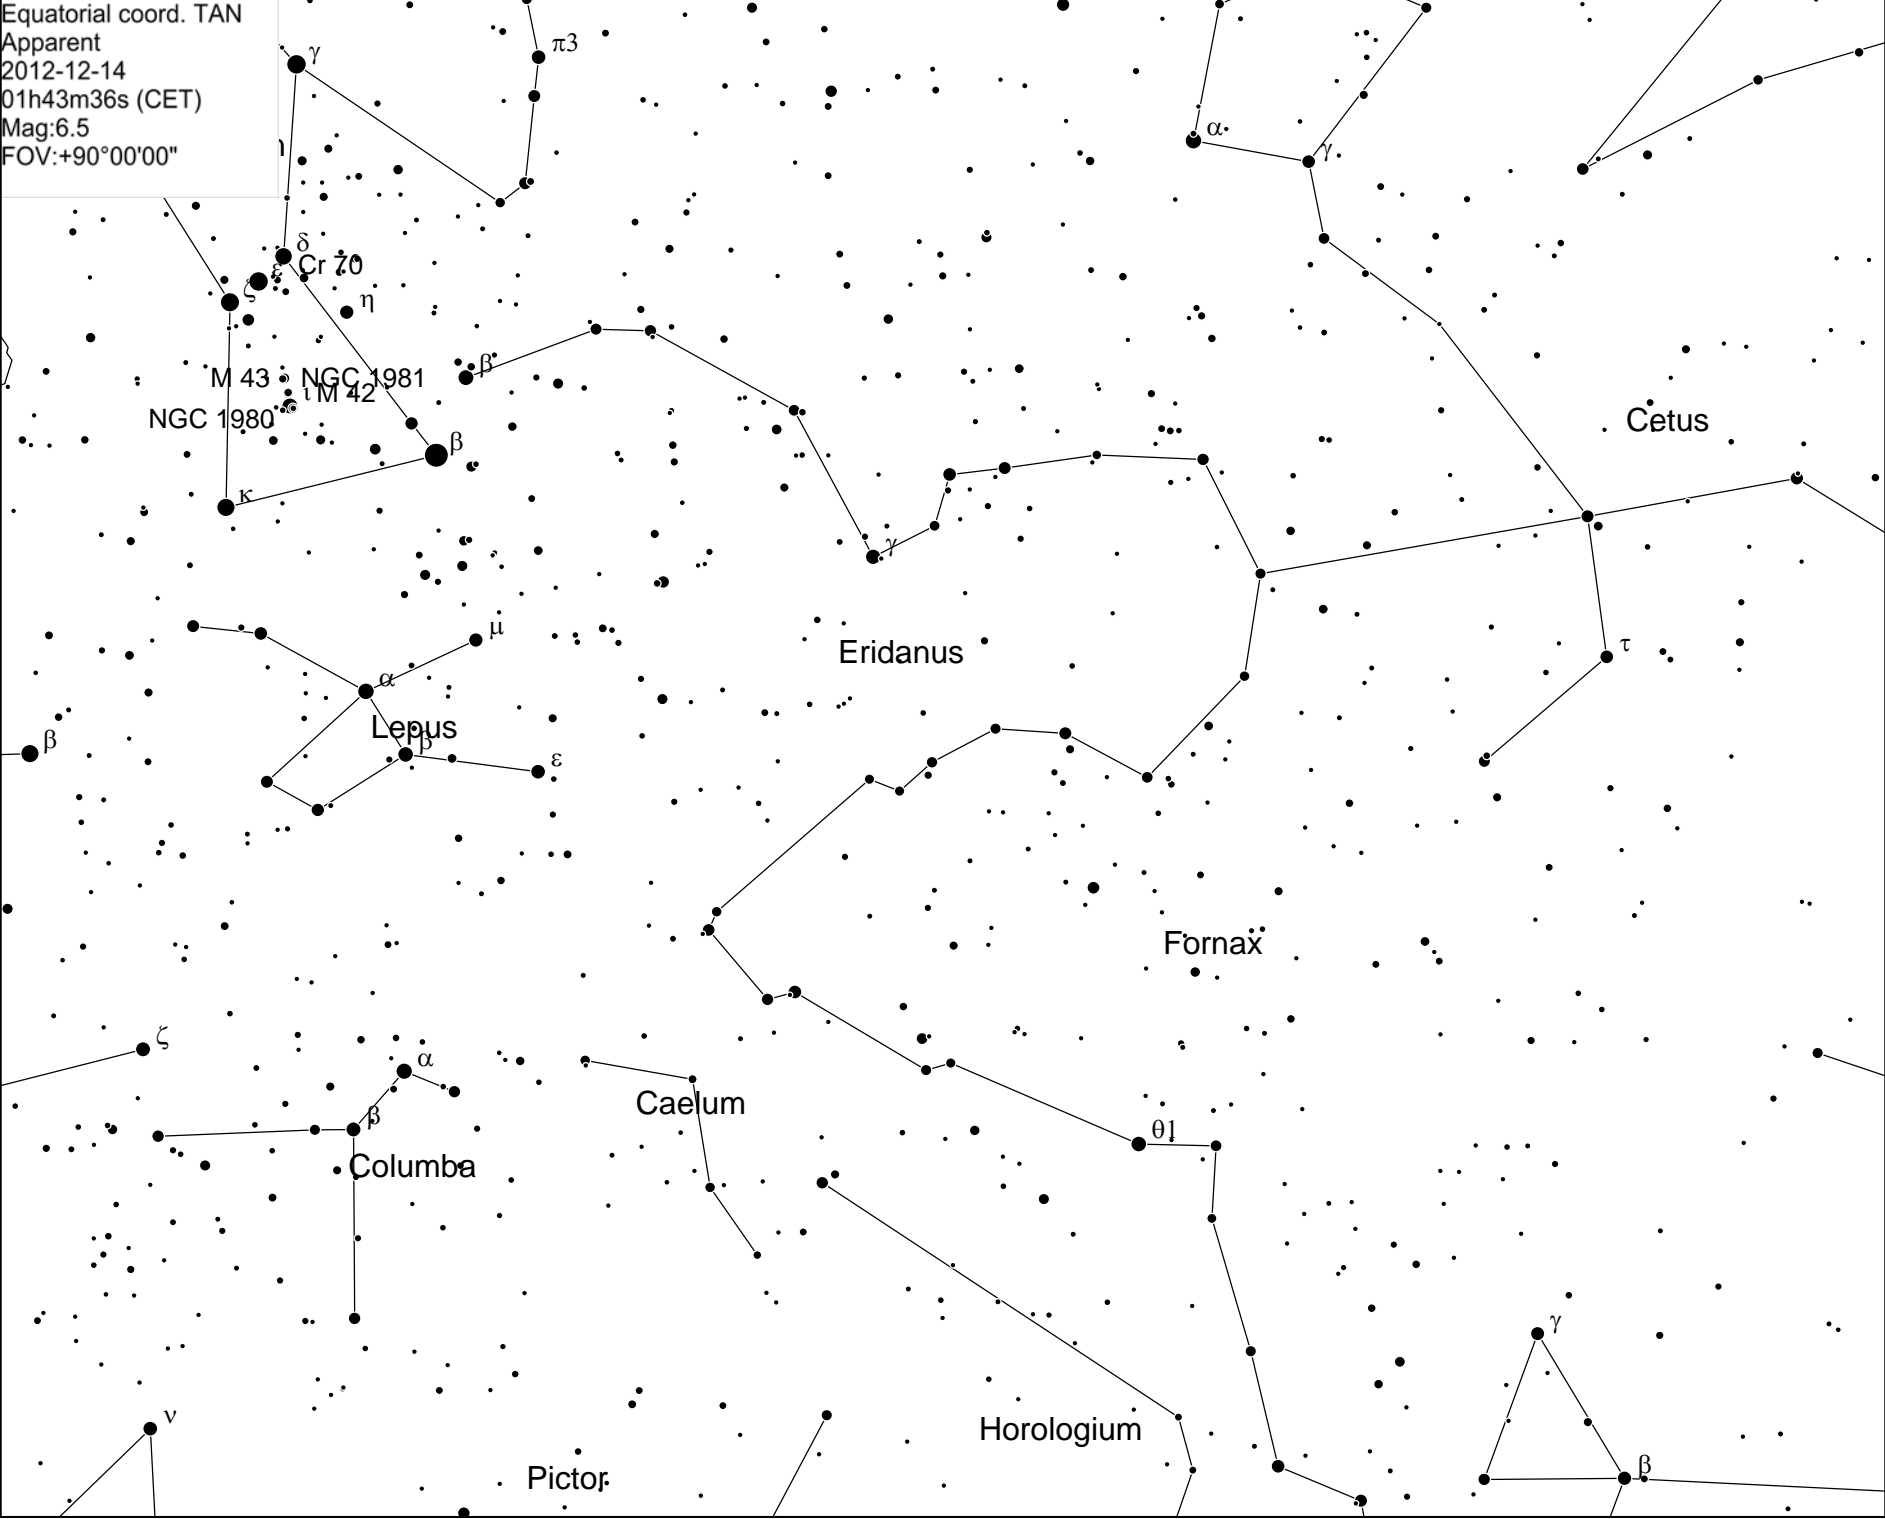 Equatorial coord. TAN
Apparent
2012-12-14
01h43m36s (CET)
Mag:6.5
FOV:+90°00'00"
γ
π3
α
γ
δ
ε
Cr 70
ζ
η
β
M 43
NGC 1981
ι
M 42
NGC 1980
β
κ
γ
Cetus
μ
τ
Eridanus
α
Lepus
β
β
ε
Fornax
ζ
α
β
Caelum
θ1
Columba
γ
ν
Horologium
β
Pictor